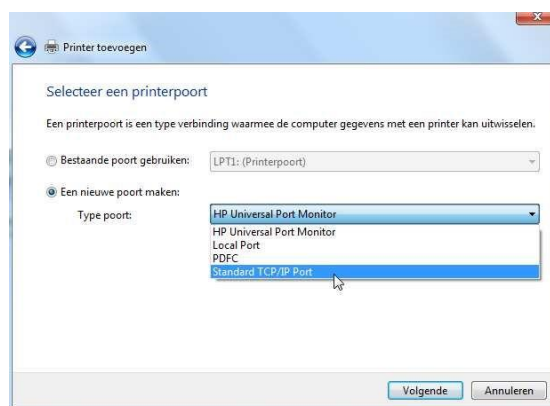 Printer toevoegen
Selecteer een printerpoort
Een printerpoort is een type verbinding waarmee de computer gegevens met een printer kan uitwisselen.
Bestaande poort gebruiken: LPT1: (Printerpoort)
Een nieuwe poort maken:
Type poort: HP Universal Port Monitor
HP Universal Port Monitor
Local Port
PDFC
Standard TCP/IP Port
Volgende Annuleren